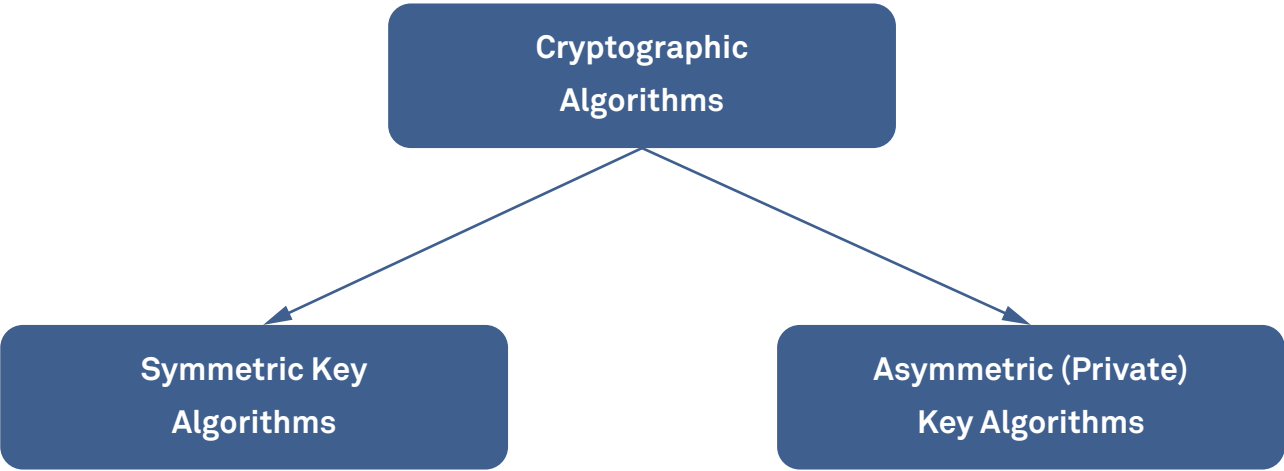 Cryptographic
Algorithms
Symmetric Key
Algorithms
Asymmetric (Private)
Key Algorithms